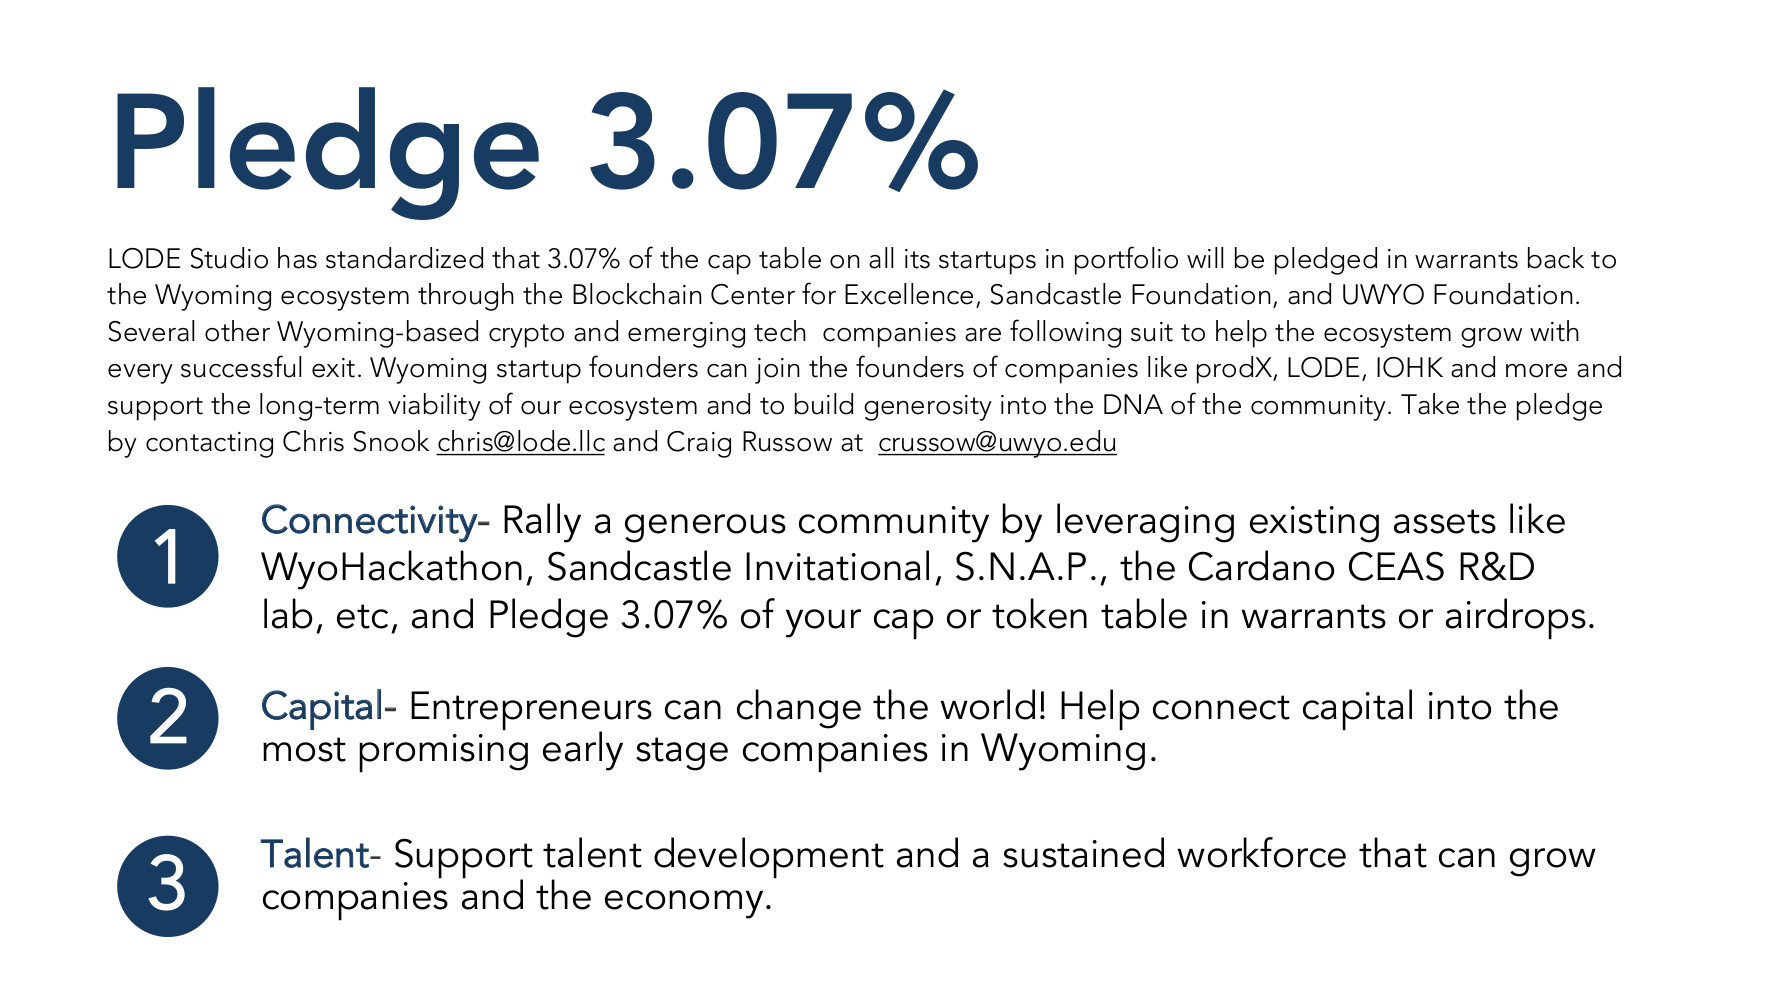 Pledge 3.07%
LODE Studio has standardized that 3.07% of the cap table on all its startups in portfolio will be pledged in warrants back to
the Wyoming ecosystem through the Blockchain Center for Excellence, Sandcastle Foundation, and UWYO Foundation.
Several other Wyoming-based crypto and emerging tech  companies are following suit to help the ecosystem grow with
every successful exit. Wyoming startup founders can join the founders of companies like prodX, LODE, IOHK and more and
support the long-term viability of our ecosystem and to build generosity into the DNA of the community. Take the pledge
by contacting Chris Snook chris@lode.llc and Craig Russow at  crussow@uwyo.edu
1
Connectivity- Rally a generous community by leveraging existing assets like
WyoHackathon, Sandcastle Invitational, S.N.A.P., the Cardano CEAS R&D
lab, etc, and Pledge 3.07% of your cap or token table in warrants or airdrops.
2
Capital- Entrepreneurs can change the world! Help connect capital into the
most promising early stage companies in Wyoming.
3
Talent- Support talent development and a sustained workforce that can grow
companies and the economy.